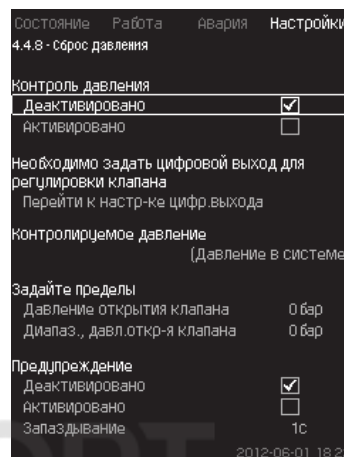 Состояние Работа Авария Настройки
4.4.8 - Сброс давления
Контроль давления
Деактивировано
Активировано
Необходимо задать цифровой выход для
регулировки клапана
Перейти к настр-ке цифр.выхода
Контролируемое давление
(Давление в системе
Задайте пределы
Давление открытия клапана 0 бар
Диапаз., давл.откр-я клапана 0 бар
Предупреждение
Деактивировано
Активировано
Запаздывание 1с
2012-06-01 18:2